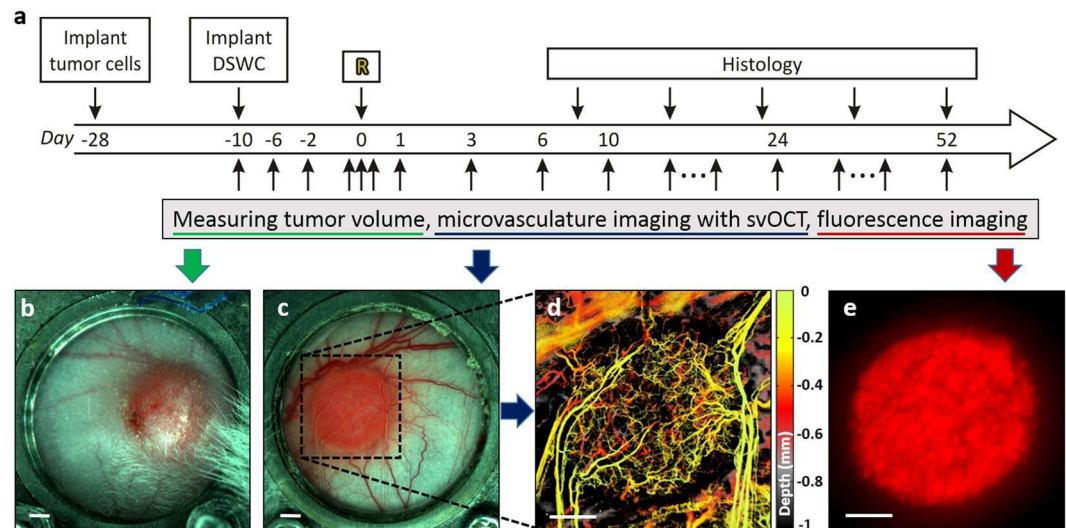 a
Implant
tumor cells
Implant
DSWC
R
Histology
Day -28 -10 -6 -2 0 1 3 6 10 24 52
Measuring tumor volume, microvasculature imaging with svOCT, fluorescence imaging
b
c
d
e
0
-0.2
-0.4
-0.6
-0.8
-1
Depth (mm)